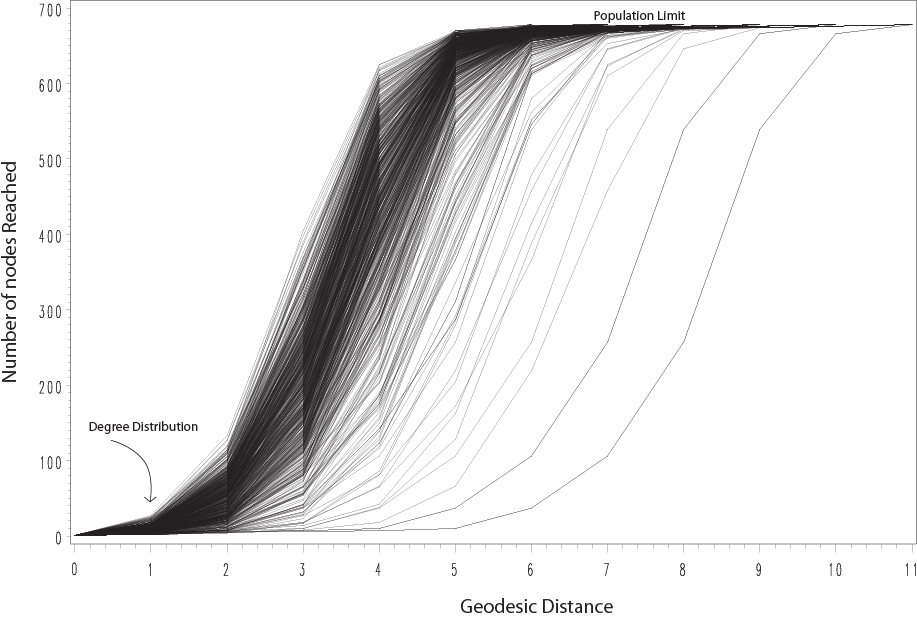 700
Population Limit
600
500
400
300
200
100
0
Number of nodes Reached
Degree Distribution
0 1 2 3 4 5 6 7 8 9 10 11
Geodesic Distance